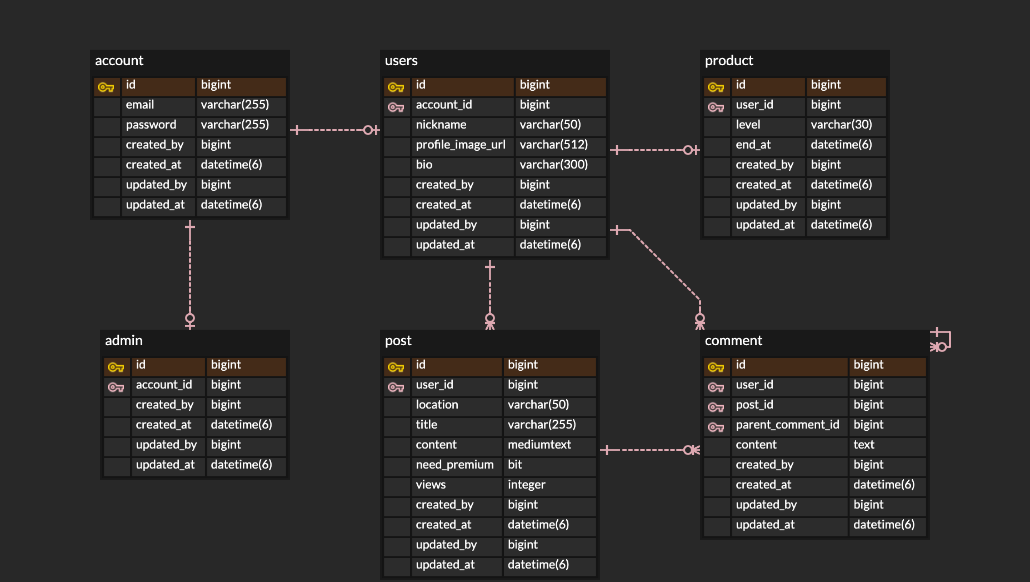 account
id bigint
email varchar(255)
password varchar(255)
created_by bigint
created_at datetime(6)
updated_by bigint
updated_at datetime(6)
users
id bigint
account_id bigint
nickname varchar(50)
profile_image_url varchar(512)
bio varchar(300)
created_by bigint
created_at datetime(6)
updated_by bigint
updated_at datetime(6)
product
id bigint
user_id bigint
level varchar(30)
end_at datetime(6)
created_by bigint
created_at datetime(6)
updated_by bigint
updated_at datetime(6)
admin
id bigint
account_id bigint
created_by bigint
created_at datetime(6)
updated_by bigint
updated_at datetime(6)
post
id bigint
user_id bigint
location varchar(50)
title varchar(255)
content mediumtext
need_premium bit
views integer
created_by bigint
created_at datetime(6)
updated_by bigint
updated_at datetime(6)
comment
id bigint
user_id bigint
post_id bigint
parent_comment_id bigint
content text
created_by bigint
created_at datetime(6)
updated_by bigint
updated_at datetime(6)